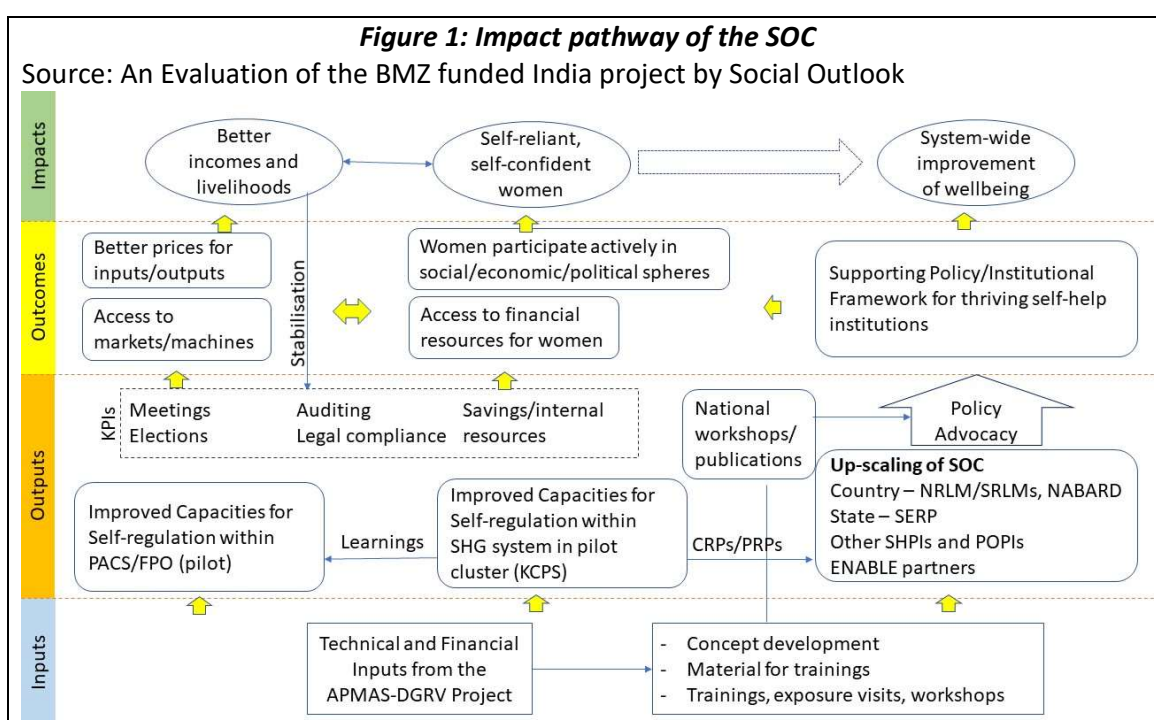 Figure 1: Impact pathway of the SOC
Source: An Evaluation of the BMZ funded India project by Social Outlook
Impacts
Better
incomes and
livelihoods
Self-reliant,
self-confident
women
System-wide
improvement
of wellbeing
Outcomes
Better prices for
inputs/outputs
Access to
markets/machines
Stabilisation
Women participate actively in
social/economic/political spheres
Access to financial
resources for women
Supporting Policy/Institutional
Framework for thriving self-help
institutions
Outputs
KPIs
Meetings
Elections
Auditing
Legal compliance
Savings/internal
resources
National
workshops/
publications
Policy
Advocacy
Improved Capacities for
Self-regulation within
PACS/FPO (pilot)
Learnings
Improved Capacities for
Self-regulation within
SHG system in pilot
cluster (KCPS)
CRPs/PRPs
Up-scaling of SOC
Country – NRLM/SRLMs, NABARD
State – SERP
Other SHPIs and POPIs
ENABLE partners
Inputs
Technical and Financial
Inputs from the
APMAS-DGRV Project
- Concept development
- Material for trainings
- Trainings, exposure visits, workshops